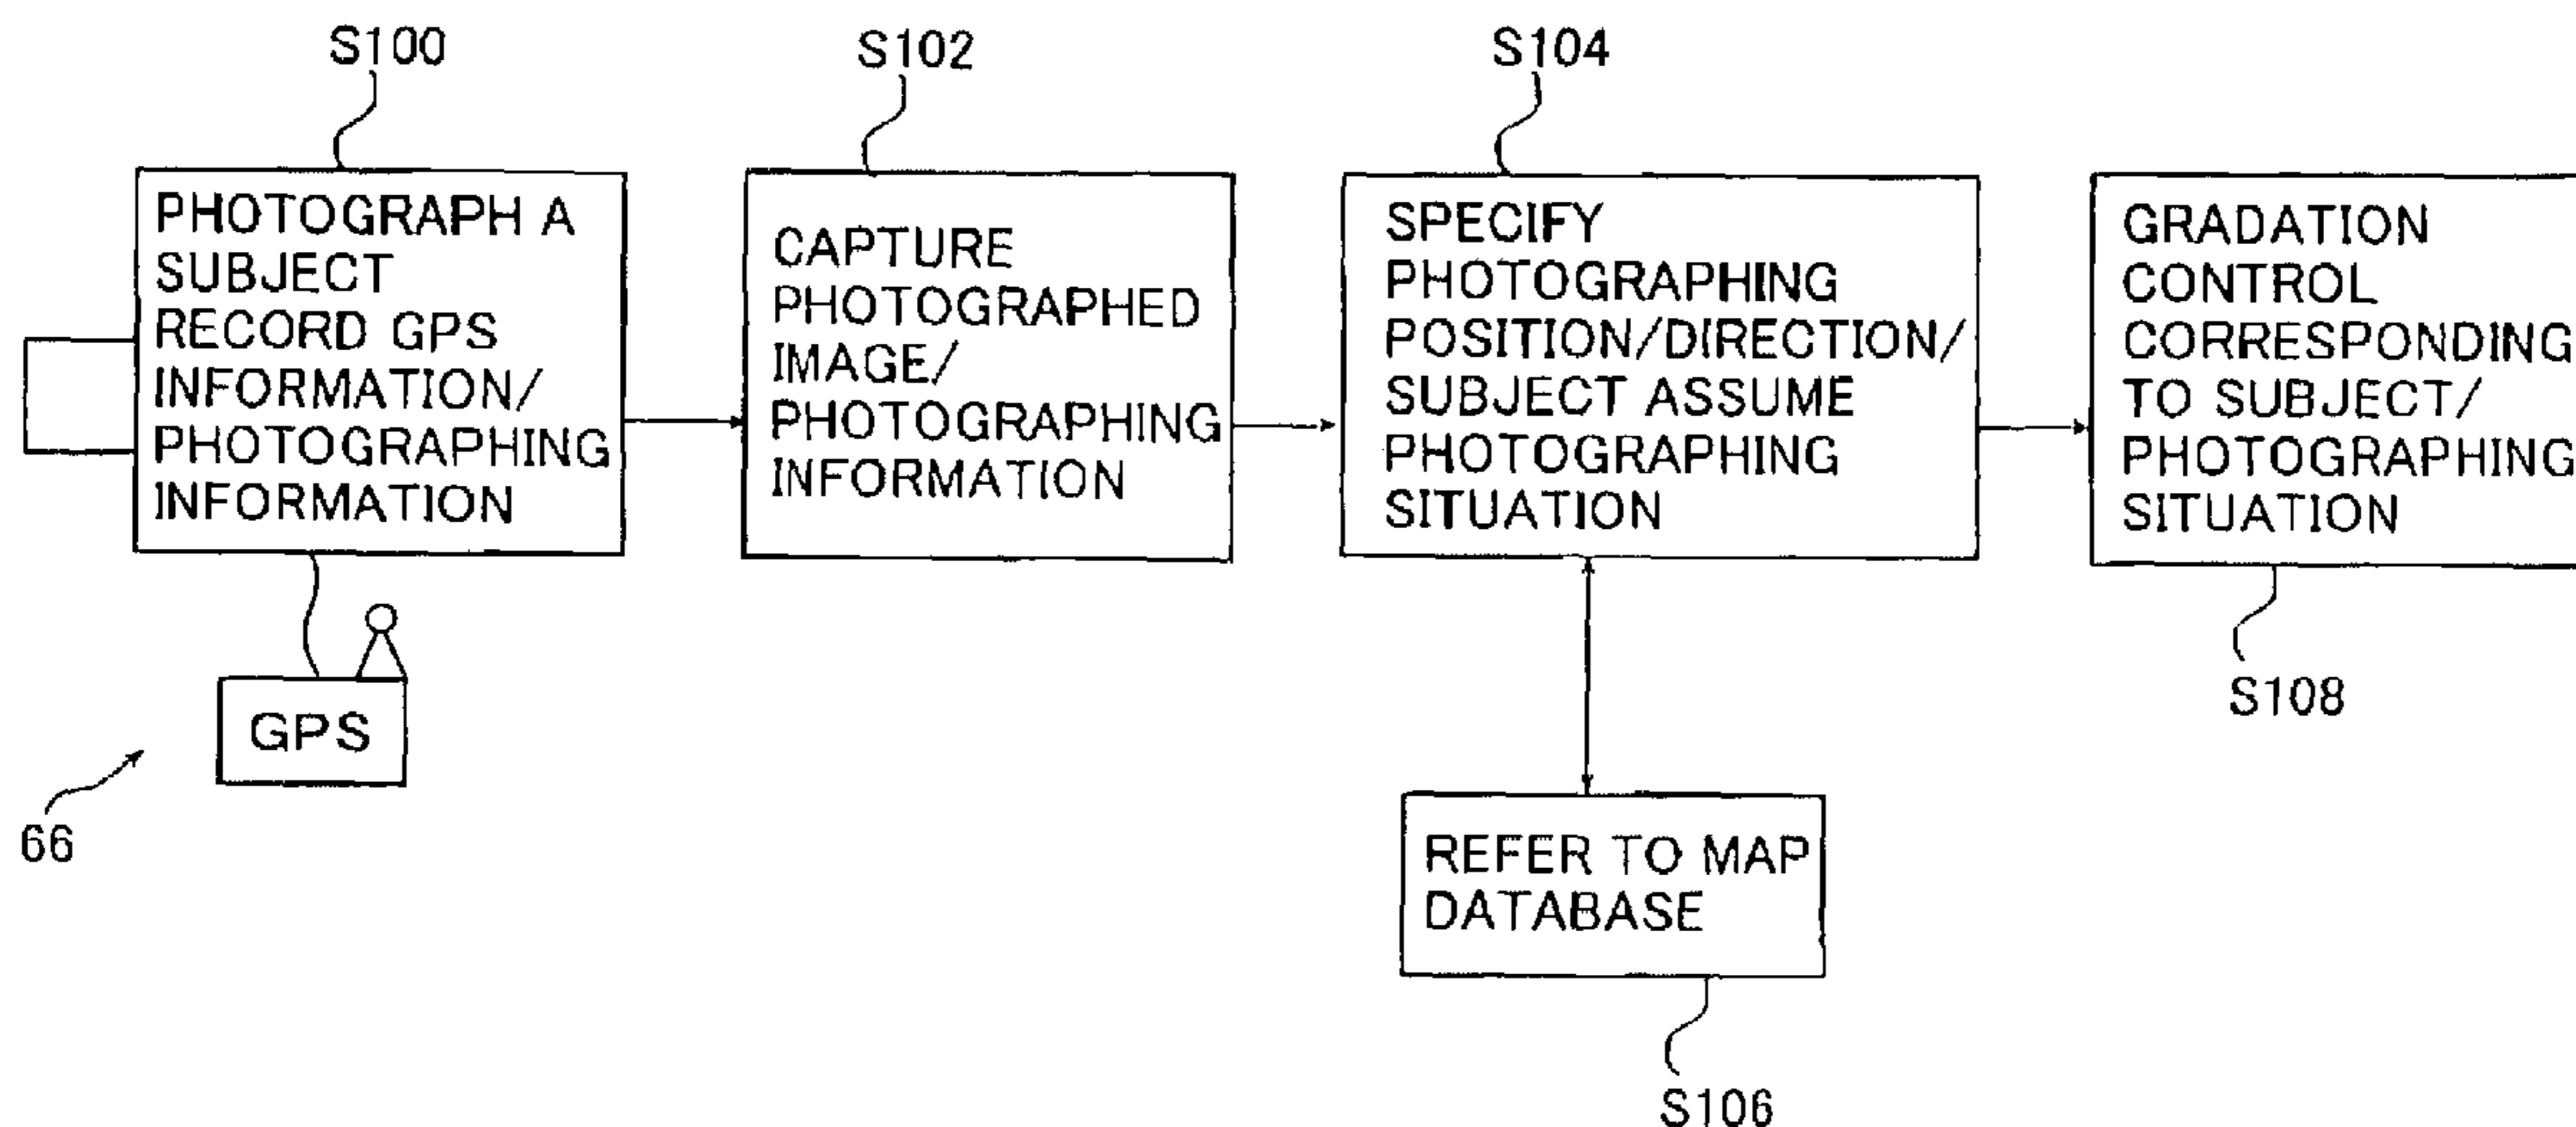 S100
PHOTOGRAPH A
SUBJECT
RECORD GPS
INFORMATION/
PHOTOGRAPHING
INFORMATION
GPS
66
S102
CAPTURE
PHOTOGRAPHED
IMAGE/
PHOTOGRAPHING
INFORMATION
S104
SPECIFY
PHOTOGRAPHING
POSITION/DIRECTION/
SUBJECT ASSUME
PHOTOGRAPHING
SITUATION
REFER TO MAP
DATABASE
S106
GRADATION
CONTROL
CORRESPONDING
TO SUBJECT/
PHOTOGRAPHING
SITUATION
S108